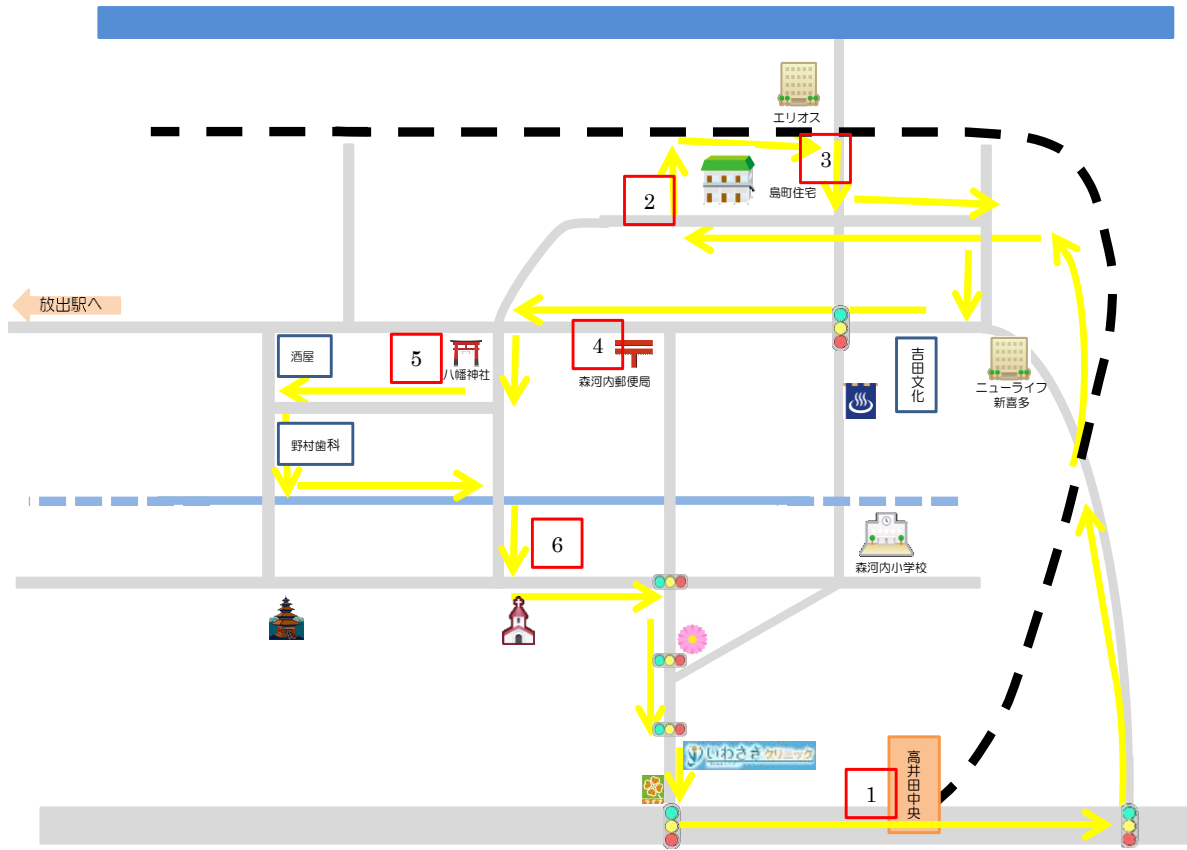 エリオス
3
2
島町住宅
放出駅へ
酒屋
5
八幡神社
4
森河内郵便局
吉田文化
ニューライフ
新喜多
野村歯科
6
森河内小学校
いわさきクリニック
1
高井田中央